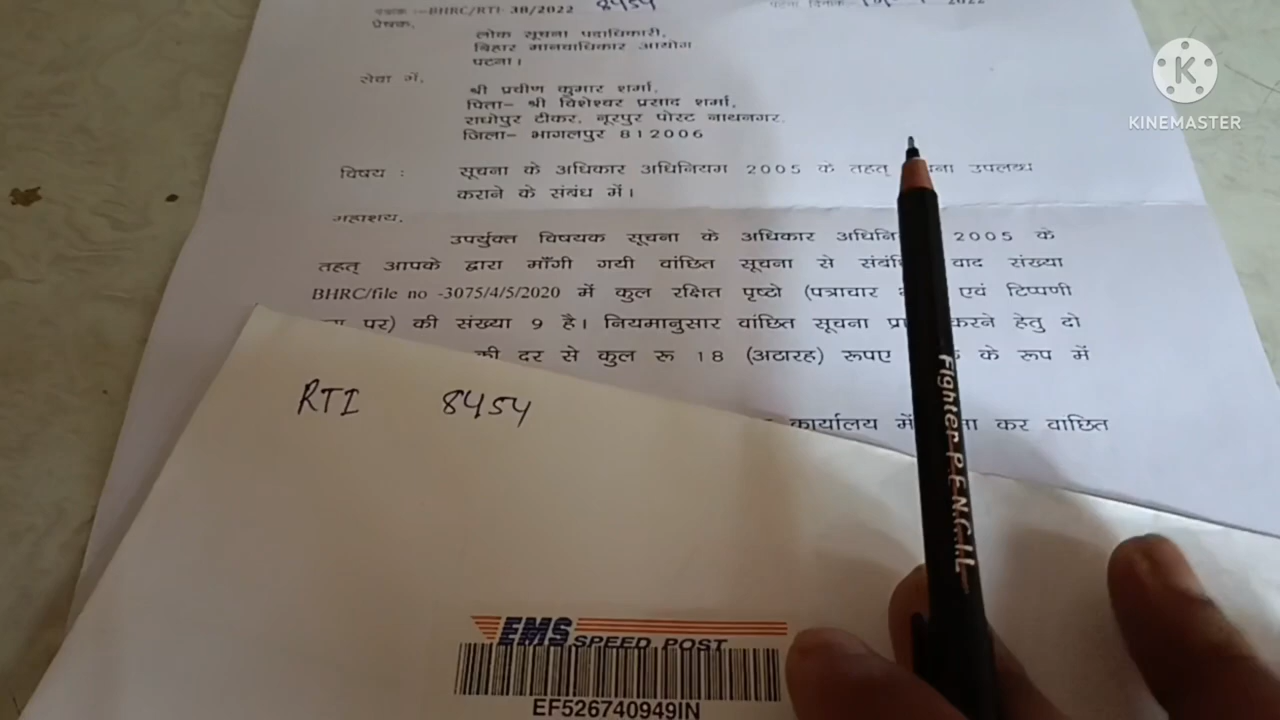 BHRC/RTI-38/2022 8454 2022
प्रेषक,
लोक सूचना पदाधिकारी,
बिहार मानवाधिकार आयोग
पटना।
सेवा में,
श्री प्रवीण कुमार शर्मा,
पिता- श्री विशेश्वर प्रसाद शर्मा,
राघोपुर टीकर, नूरपुर पोस्ट नाथनगर,
जिला- भागलपुर 812006
विषय : सूचना के अधिकार अधिनियम 2005 के तहत् उपलब्ध
कराने के संबंध में।
महाशय,
उपर्युक्त विषयक सूचना के अधिकार 2005 के
तहत् आपके द्वारा माँगी गयी वांछित सूचना से वाद संख्या
BHRC/file no -3075/4/5/2020 में कुल रक्षित पृष्टो (पत्राचार एवं टिप्पणी
पर) की संख्या 9 है। नियमानुसार वांछित सूचना करने हेतु दो
की दर से कुल रू 18 (अठारह) रूपए के रूप में
कार्यालय में कर वांछित
RTI 8454
EMS SPEED POST
EF526740949IN
Fighter PENCIL
K
KINEMASTER